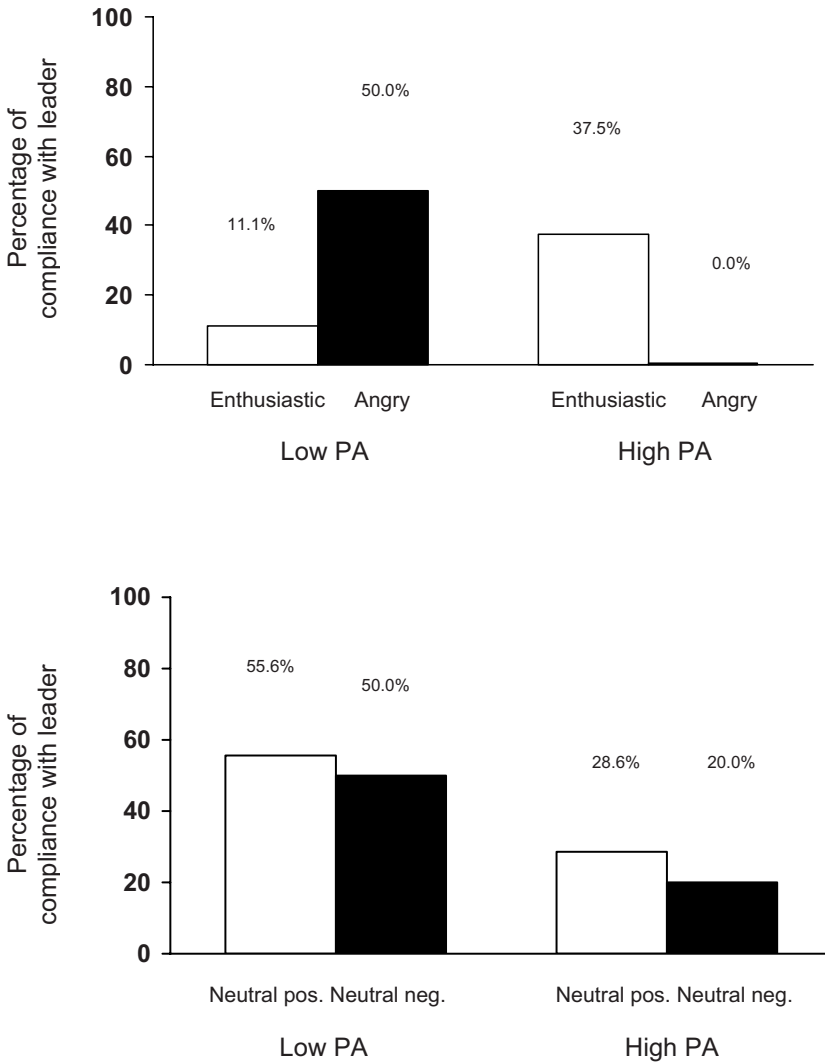 100
80
60
40
20
0
Percentage of
compliance with leader
11.1%
50.0%
37.5%
0.0%
Enthusiastic Angry
Enthusiastic Angry
Low PA
High PA
100
80
60
40
20
0
Percentage of
compliance with leader
55.6%
50.0%
28.6%
20.0%
Neutral pos. Neutral neg.
Neutral pos. Neutral neg.
Low PA
High PA